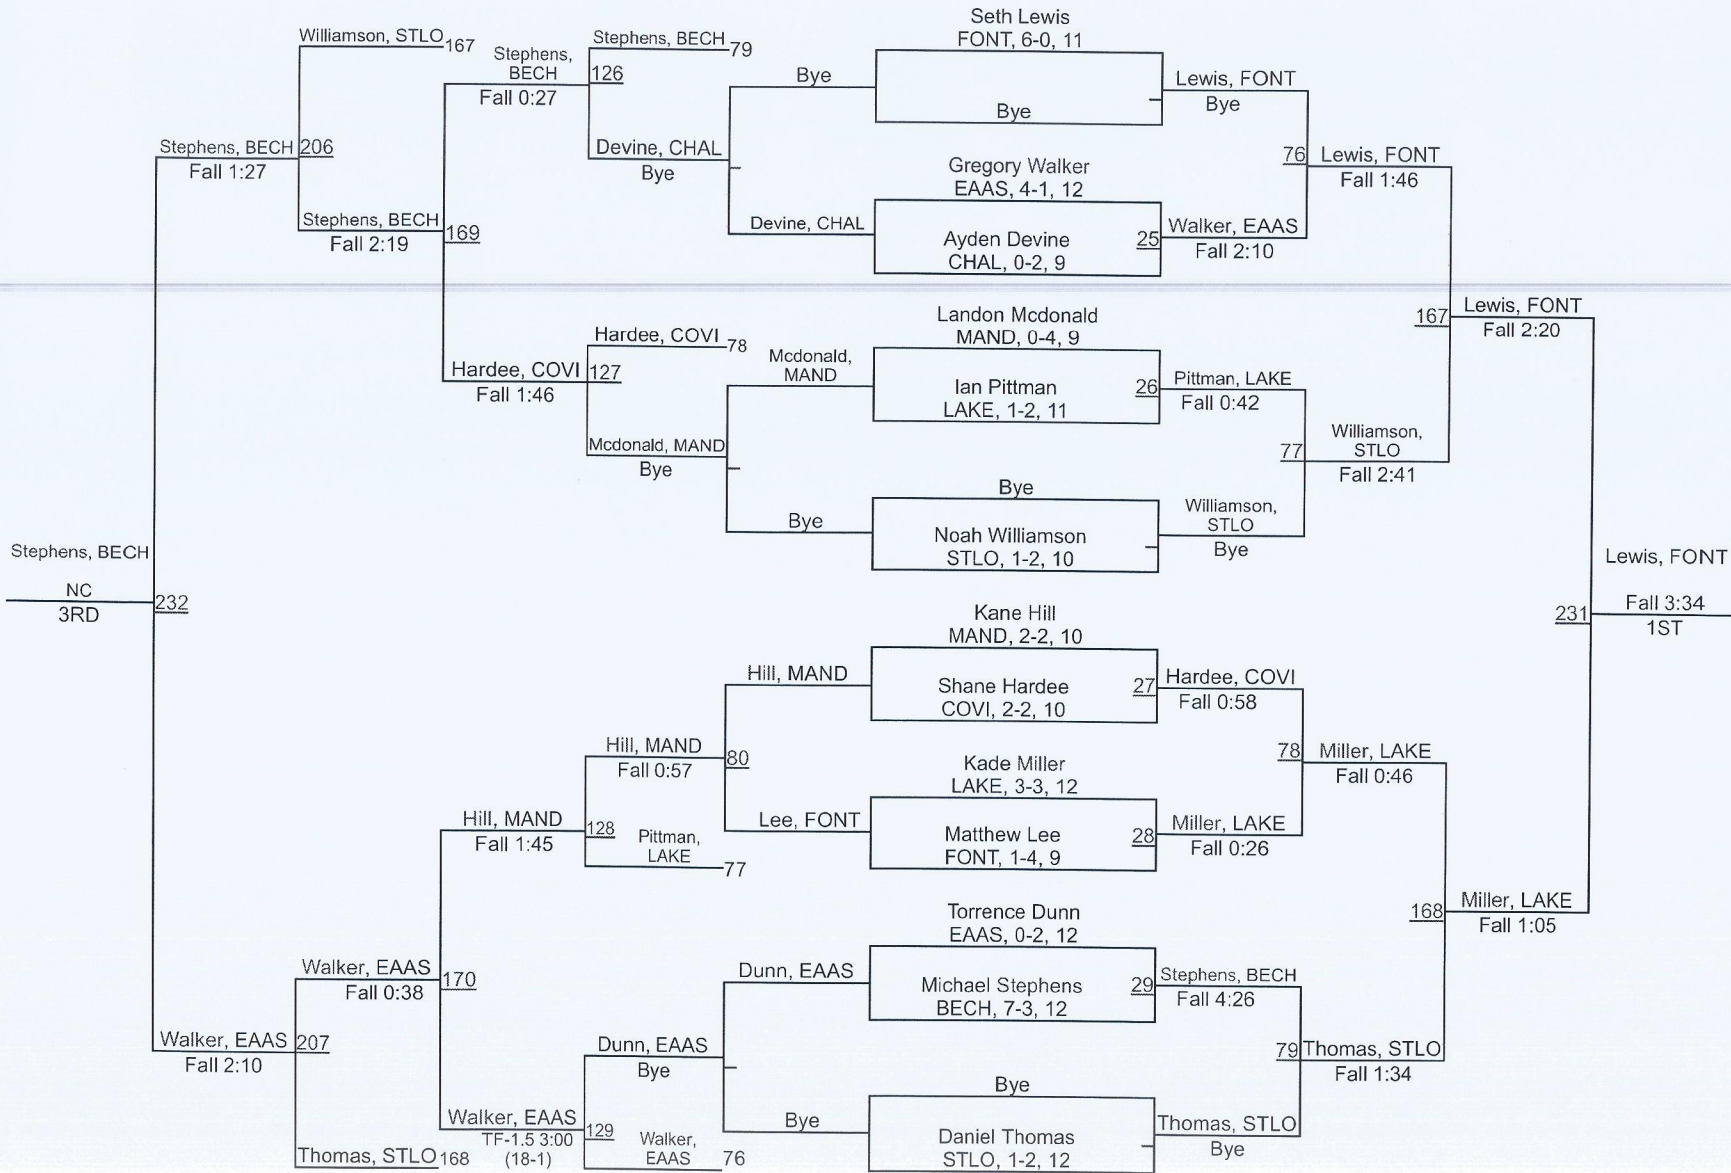 Seth Lewis
FONT, 6-0, 11
Bye
Gregory Walker
EAAS, 4-1, 12
Ayden Devine
CHAL, 0-2, 9
25
Landon Mcdonald
MAND, 0-4, 9
Ian Pittman
LAKE, 1-2, 11
26
Bye
Noah Williamson
STLO, 1-2, 10
Kane Hill
MAND, 2-2, 10
Shane Hardee
COVI, 2-2, 10
27
Kade Miller
LAKE, 3-3, 12
Matthew Lee
FONT, 1-4, 9
28
Torrence Dunn
EAAS, 0-2, 12
Michael Stephens
BECH, 7-3, 12
29
Bye
Daniel Thomas
STLO, 1-2, 12
Lewis, FONT
Bye
Walker, EAAS
Fall 2:10
Pittman, LAKE
Fall 0:42
Williamson,
STLO
Bye
Hardee, COVI
Fall 0:58
Miller, LAKE
Fall 0:26
Stephens, BECH
Fall 4:26
Thomas, STLO
Bye
76
Lewis, FONT
Fall 1:46
77
Williamson,
STLO
Fall 2:41
78
Miller, LAKE
Fall 0:46
79
Thomas, STLO
Fall 1:34
167
Lewis, FONT
Fall 2:20
168
Miller, LAKE
Fall 1:05
Lewis, FONT
231
Fall 3:34
1ST
Bye
Devine, CHAL
Mcdonald,
MAND
Bye
Hill, MAND
Lee, FONT
Dunn, EAAS
Bye
Stephens, BECH
79
Devine, CHAL
Bye
Hardee, COVI
78
Mcdonald, MAND
Bye
Hill, MAND
80
Fall 0:57
Pittman,
LAKE
77
Dunn, EAAS
Bye
Walker,
EAAS
76
Stephens,
BECH
126
Fall 0:27
Hardee, COVI
127
Fall 1:46
Hill, MAND
128
Fall 1:45
Walker, EAAS
129
TF-1.5 3:00
(18-1)
Williamson, STLO
167
Stephens, BECH
169
Fall 2:19
Walker, EAAS
170
Fall 0:38
Thomas, STLO
168
Stephens, BECH
206
Fall 1:27
Walker, EAAS
207
Fall 2:10
Stephens, BECH
NC
232
3RD